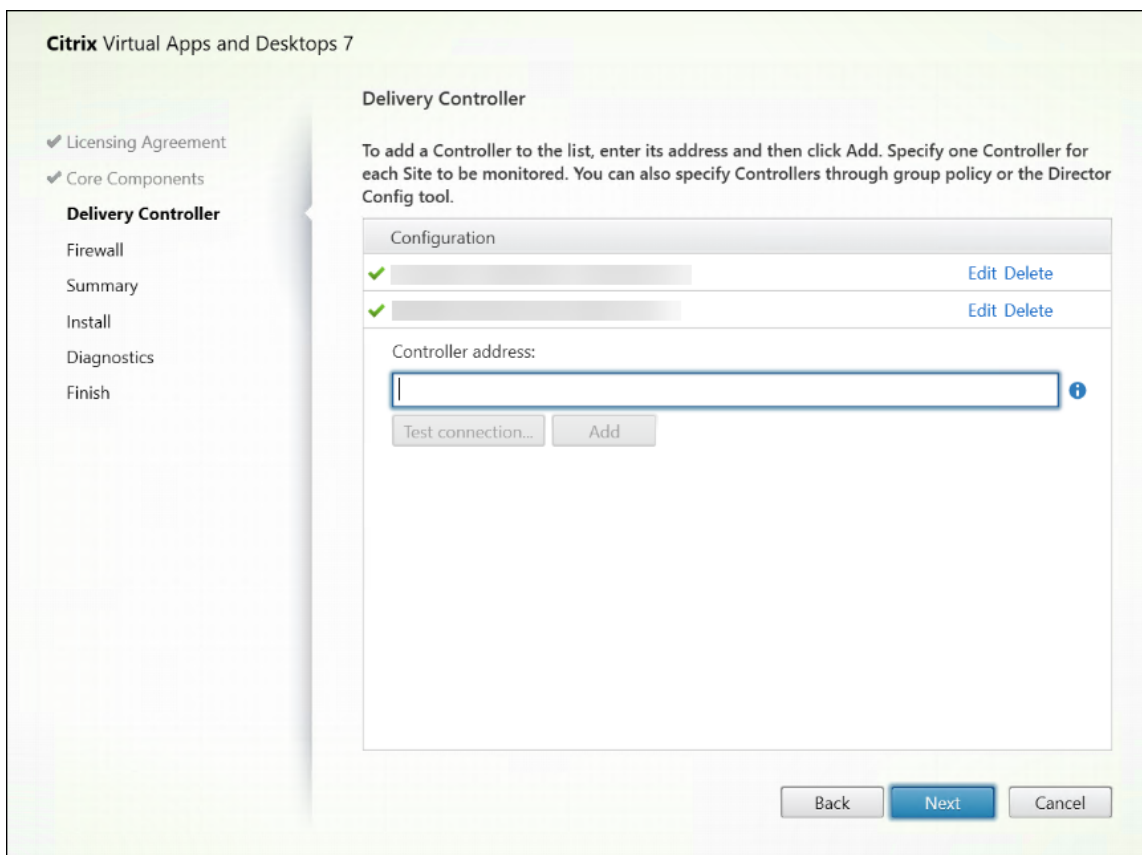 Citrix Virtual Apps and Desktops 7
Licensing Agreement
Core Components
Delivery Controller
Firewall
Summary
Install
Diagnostics
Finish
Delivery Controller
To add a Controller to the list, enter its address and then click Add. Specify one Controller for
each Site to be monitored. You can also specify Controllers through group policy or the Director
Config tool.
Configuration
Edit Delete
Edit Delete
Controller address:
Test connection... Add
Back Next Cancel